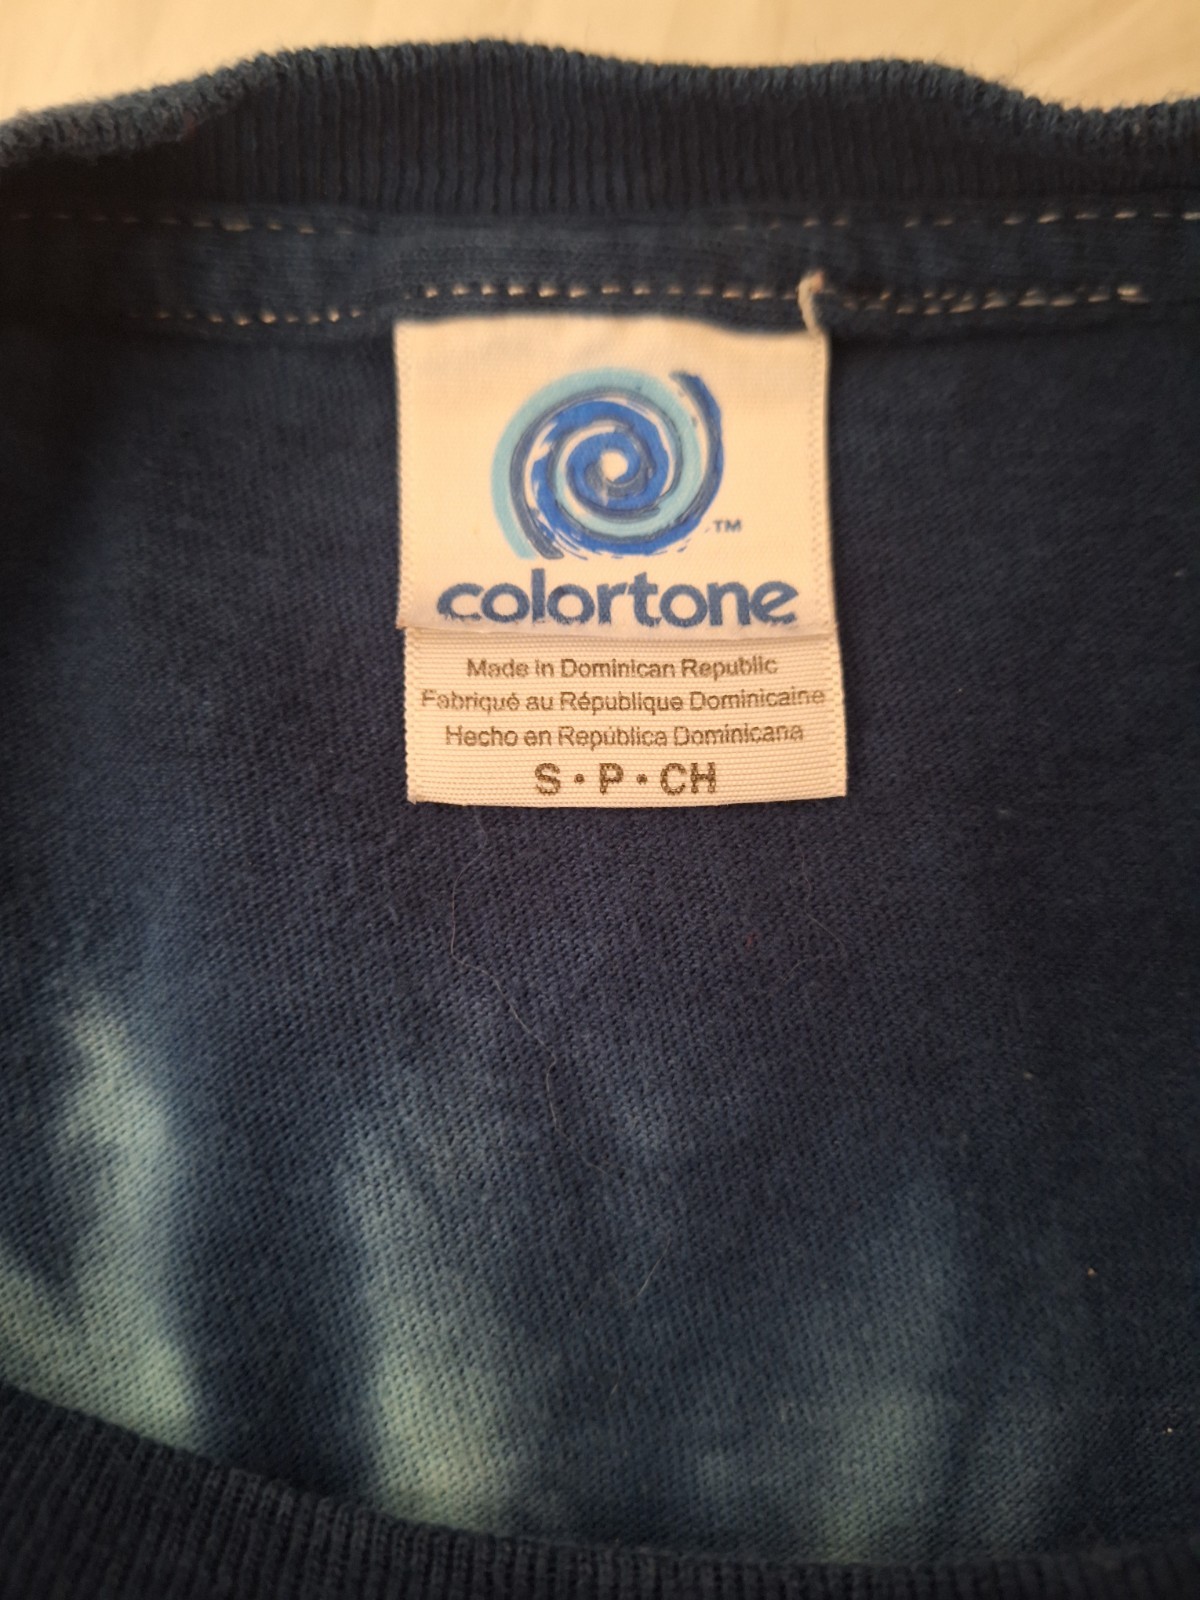 TM
colortone
Made in Dominican Republic
Fabriqué au République Dominicaine
Hecho en República Dominicana
S • P • CH